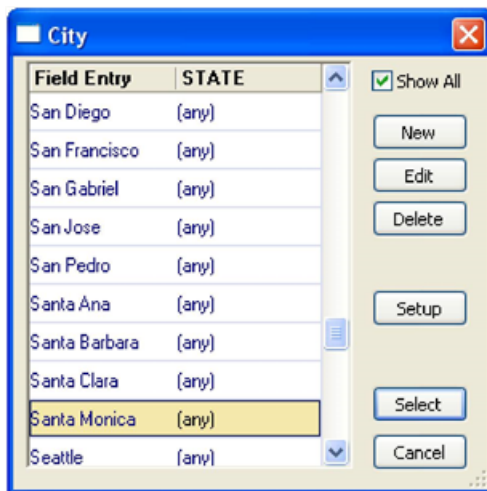 City
Field Entry STATE
Show All
San Diego (any)
San Francisco (any)
New
San Gabriel (any)
Edit
San Jose (any)
Delete
San Pedro (any)
Santa Ana (any)
Setup
Santa Barbara (any)
Santa Clara (any)
Select
Santa Monica (any)
Seattle (any)
Cancel